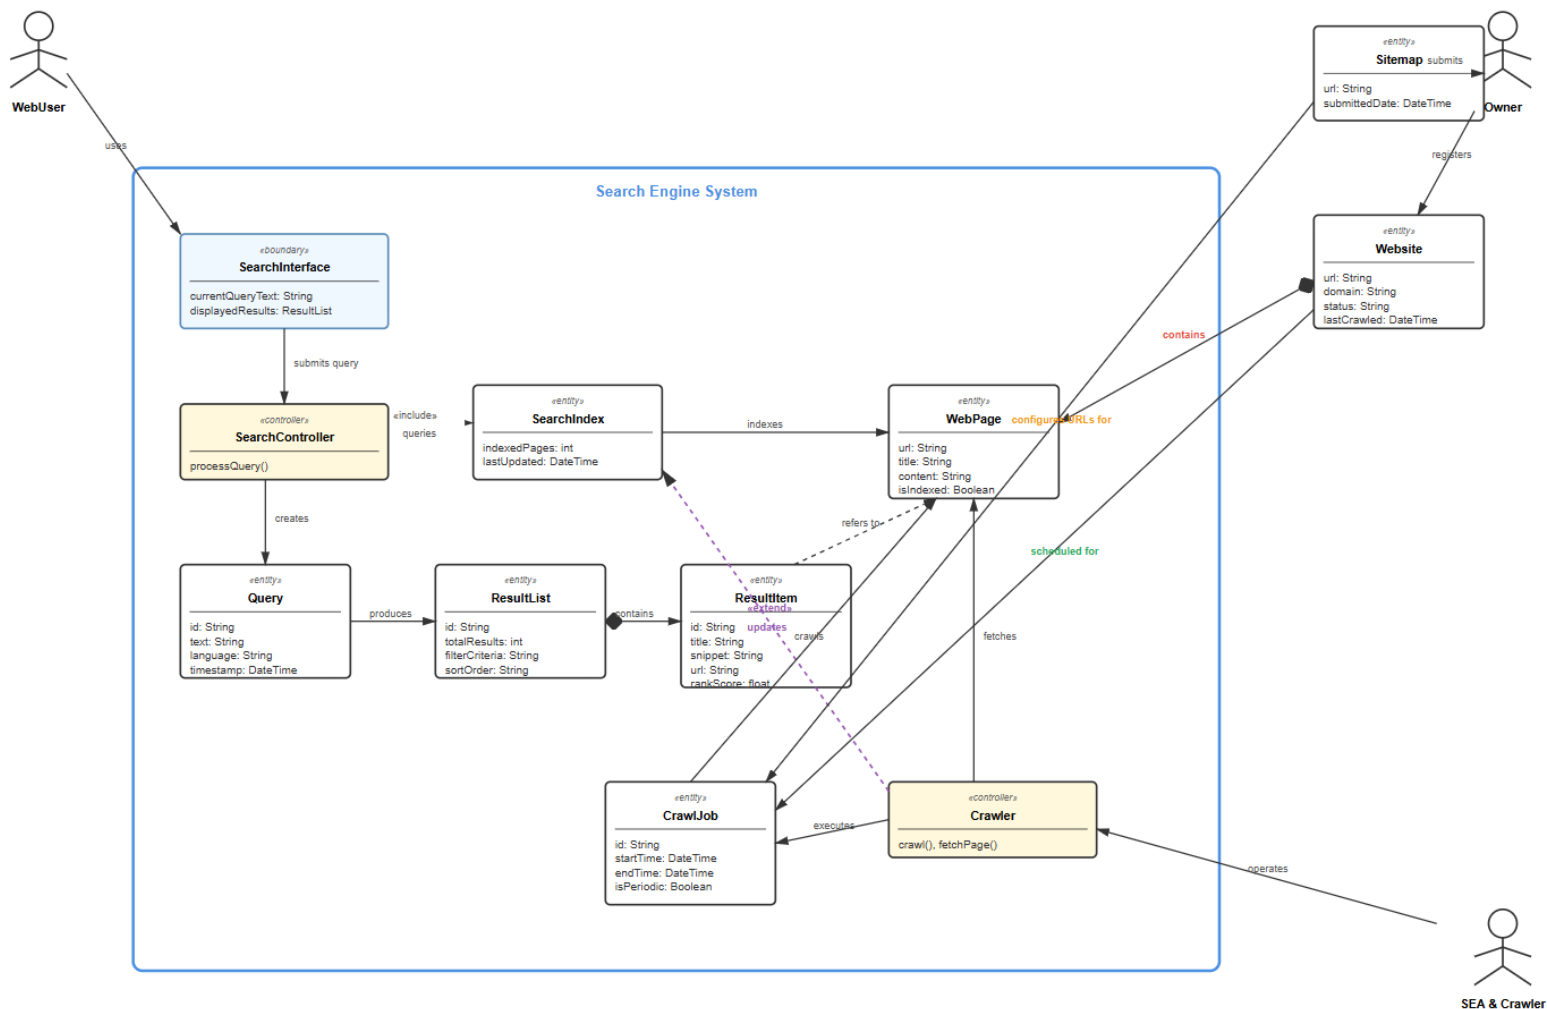 WebUser
uses
«entity»
Sitemap
submits
url: String
submittedDate: DateTime
Owner
registers
Search Engine System
«entity»
Website
url: String
domain: String
status: String
lastCrawled: DateTime
«boundary»
SearchInterface
currentQueryText: String
displayedResults: ResultList
submits query
contains
«controller»
SearchController
processQuery()
«include»
queries
«entity»
SearchIndex
indexedPages: int
lastUpdated: DateTime
indexes
«entity»
WebPage
url: String
title: String
content: String
isIndexed: Boolean
configures URLs for
creates
refers to
scheduled for
«entity»
Query
id: String
text: String
language: String
timestamp: DateTime
produces
«entity»
ResultList
id: String
totalResults: int
filterCriteria: String
sortOrder: String
contains
«entity»
ResultItem
id: String
title: String
snippet: String
url: String
rankScore: float
«extend»
updates
crawls
fetches
«entity»
CrawlJob
id: String
startTime: DateTime
endTime: DateTime
isPeriodic: Boolean
executes
«controller»
Crawler
crawl(), fetchPage()
operates
SEA & Crawler